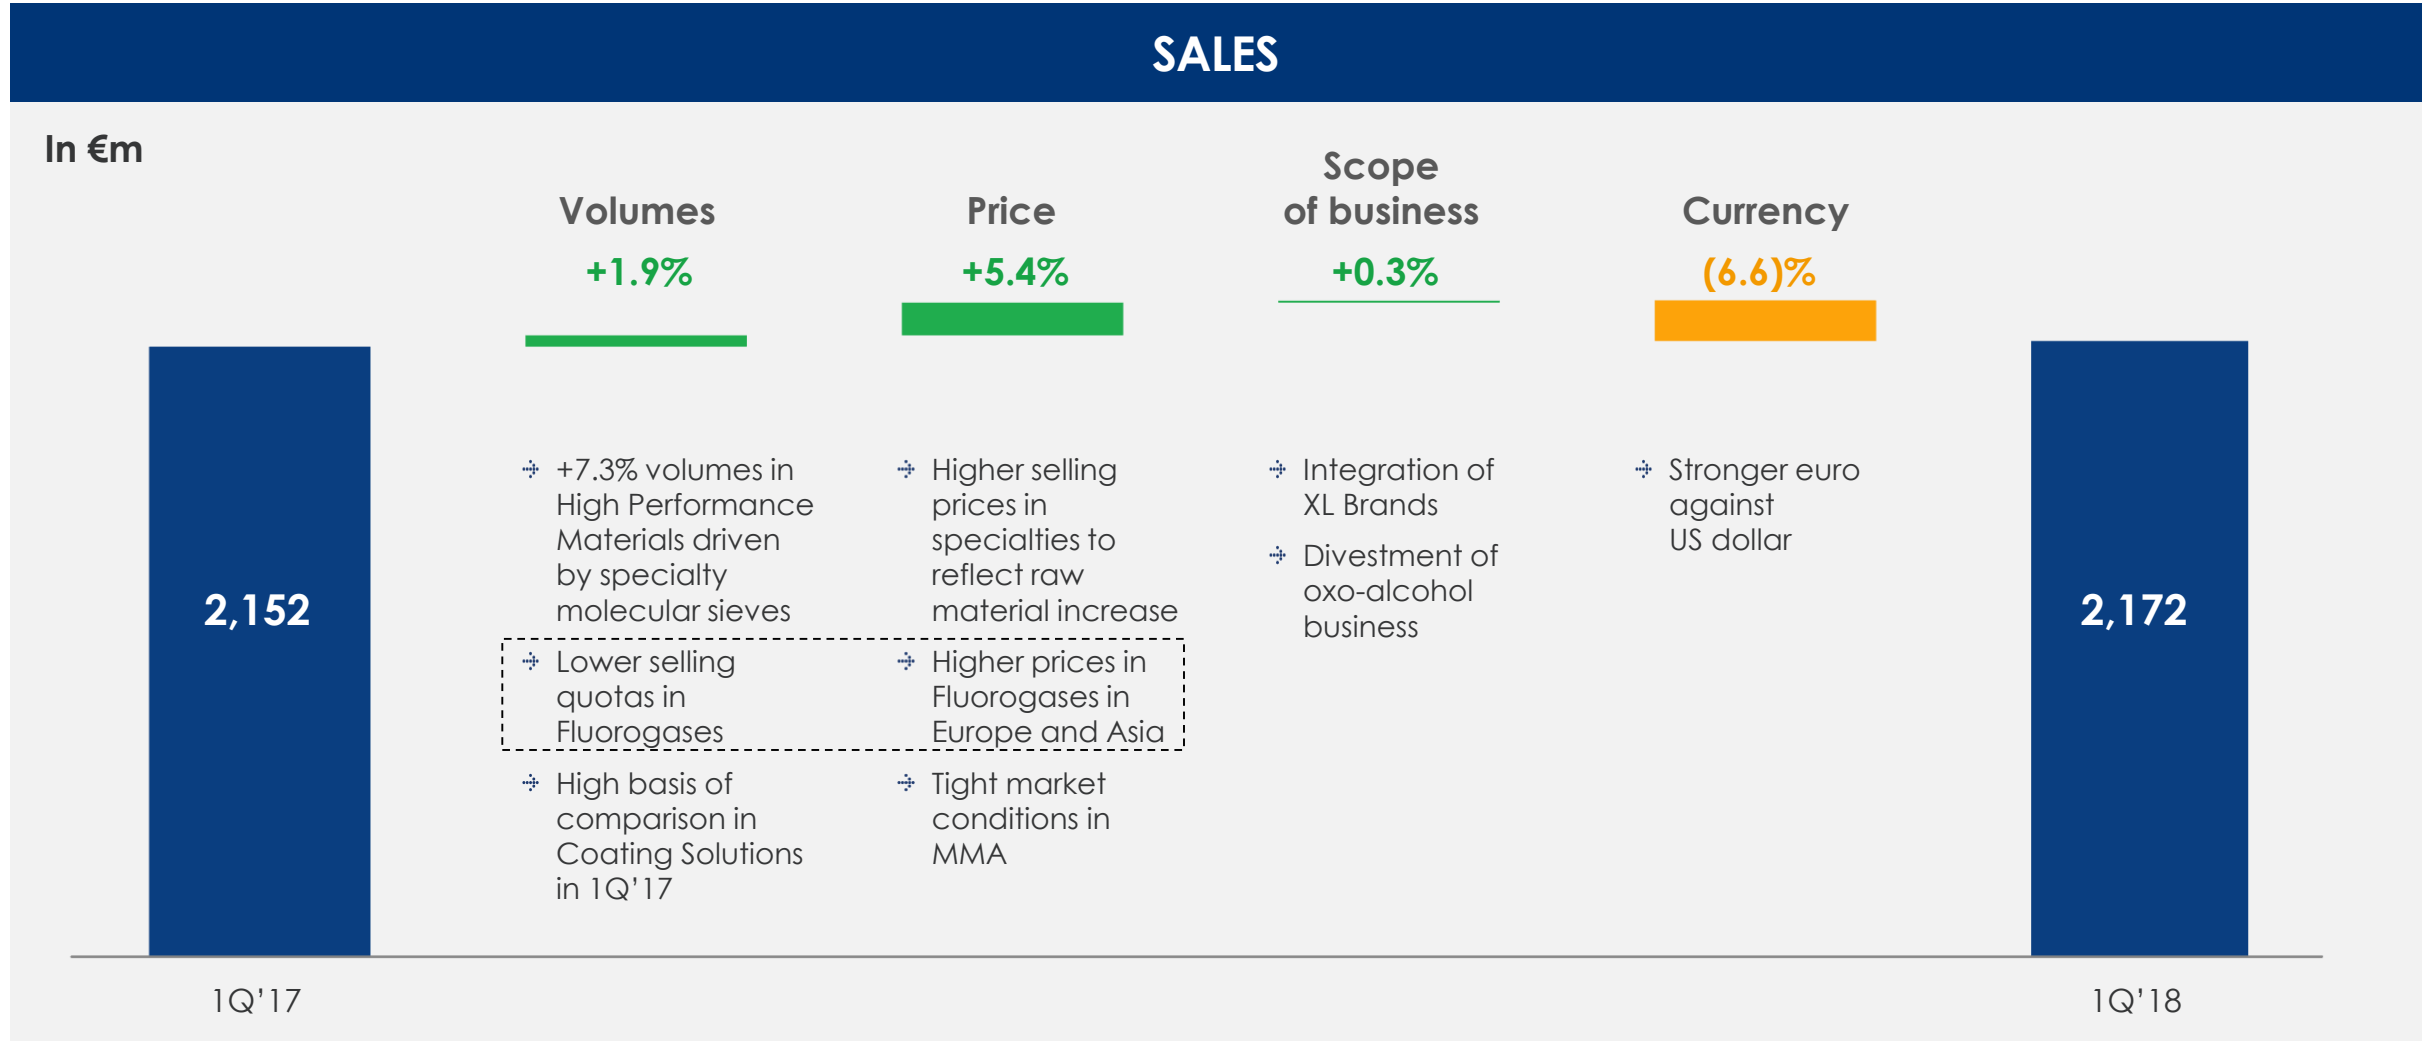 SALES
In €m
Volumes
+1.9%
Price
+5.4%
Scope
of business
+0.3%
Currency
(6.6)%
2,152
+7.3% volumes in
High Performance
Materials driven
by specialty
molecular sieves
Lower selling
quotas in
Fluorogases
High basis of
comparison in
Coating Solutions
in 1Q’17
Higher selling
prices in
specialties to
reflect raw
material increase
Higher prices in
Fluorogases in
Europe and Asia
Tight market
conditions in
MMA
Integration of
XL Brands
Divestment of
oxo-alcohol
business
Stronger euro
against
US dollar
2,172
1Q’17
1Q’18